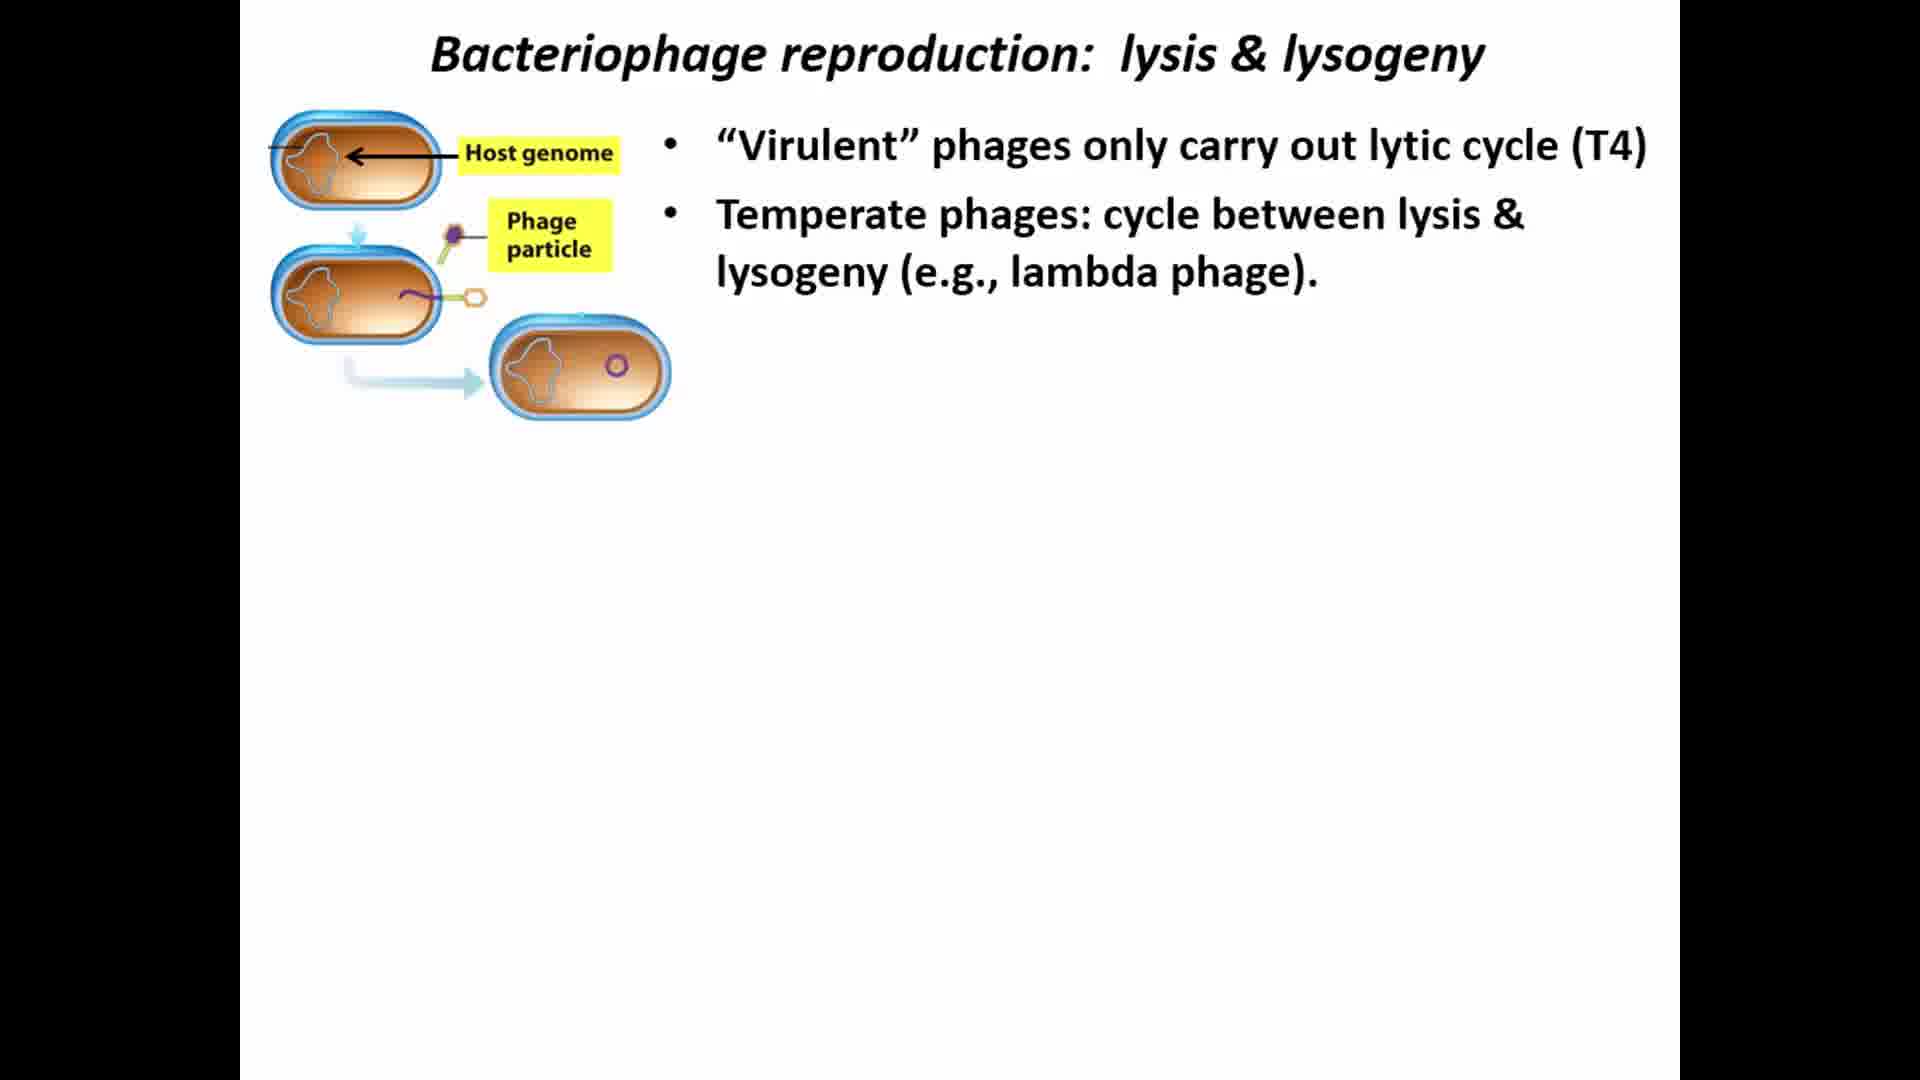 Bacteriophage reproduction: lysis & lysogeny
Host genome
Phage
particle
• “Virulent” phages only carry out lytic cycle (T4)
• Temperate phages: cycle between lysis &
lysogeny (e.g., lambda phage).